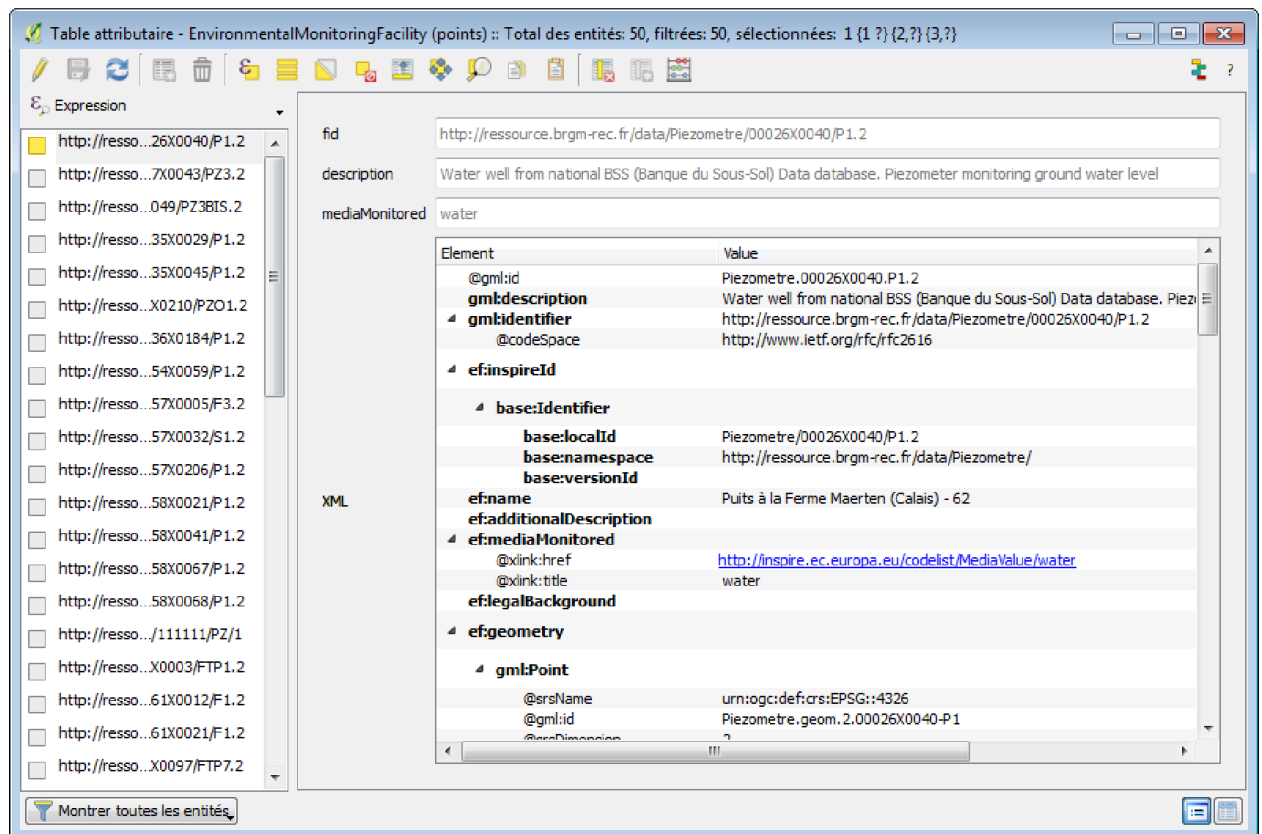 Table attributaire - EnvironmentalMonitoringFacility (points) :: Total des entités: 50, filtrées: 50, sélectionnées: 1 {1 ?} {2,?} {3,?}
?
Expression
http://resso...26X0040/P1.2
http://resso...7X0043/PZ3.2
http://resso...049/PZ3BIS.2
http://resso...35X0029/P1.2
http://resso...35X0045/P1.2
http://resso...X0210/PZO1.2
http://resso...36X0184/P1.2
http://resso...54X0059/P1.2
http://resso...57X0005/F3.2
http://resso...57X0032/S1.2
http://resso...57X0206/P1.2
http://resso...58X0021/P1.2
http://resso...58X0041/P1.2
http://resso...58X0067/P1.2
http://resso...58X0068/P1.2
http://resso.../111111/PZ/1
http://resso...X0003/FTP1.2
http://resso...61X0012/F1.2
http://resso...61X0021/F1.2
http://resso...X0097/FTP7.2
fid http://ressource.brgm-rec.fr/data/Piezometre/00026X0040/P1.2
description Water well from national BSS (Banque du Sous-Sol) Data database. Piezometer monitoring ground water level
mediaMonitored water
XML
Element Value
@gml:id Piezometre.00026X0040.P1.2
gml:description Water well from national BSS (Banque du Sous-Sol) Data database. Piez
gml:identifier http://ressource.brgm-rec.fr/data/Piezometre/00026X0040/P1.2
@codeSpace http://www.ietf.org/rfc/rfc2616
ef:inspireId
base:Identifier
base:localId Piezometre/00026X0040/P1.2
base:namespace http://ressource.brgm-rec.fr/data/Piezometre/
base:versionId
ef:name Puits à la Ferme Maerten (Calais) - 62
ef:additionalDescription
ef:mediaMonitored
@xlink:href http://inspire.ec.europa.eu/codelist/MediaValue/water
@xlink:title water
ef:legalBackground
ef:geometry
gml:Point
@srsName urn:ogc:def:crs:EPSG::4326
@gml:id Piezometre.geom.2.00026X0040-P1
@srsDimension 2
Montrer toutes les entités